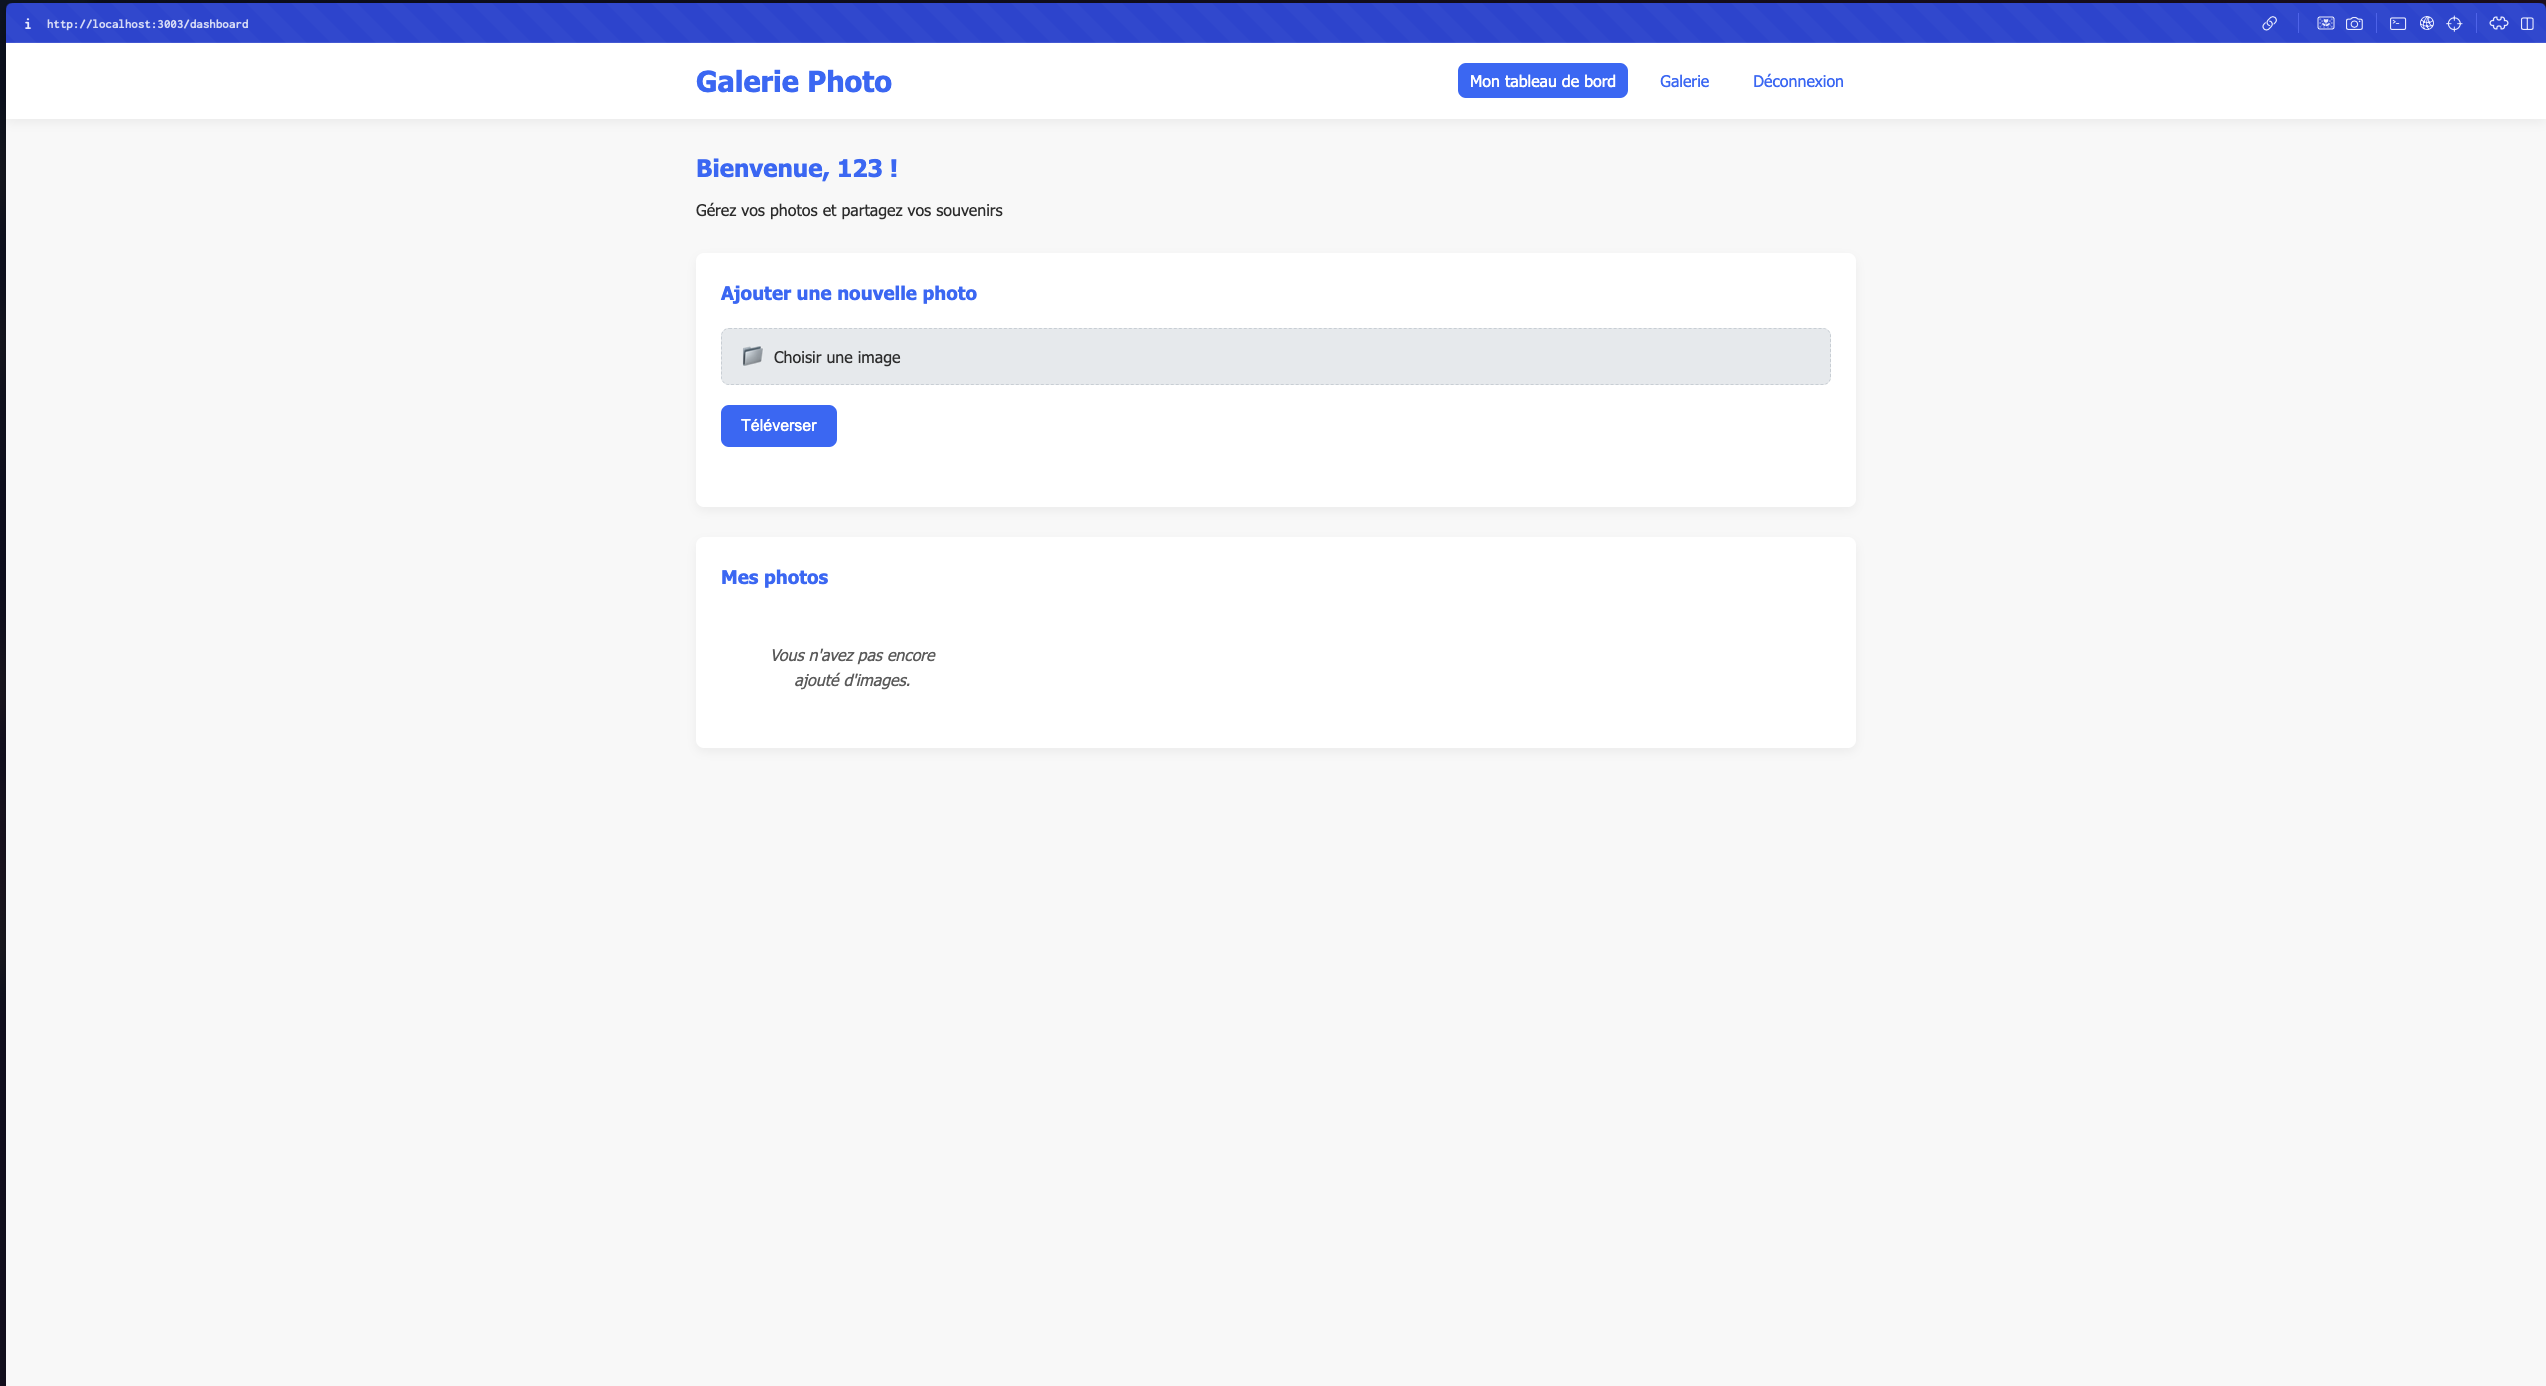 i http://localhost:3003/dashboard
Galerie Photo
Mon tableau de bord
Galerie
Déconnexion
Bienvenue, 123 !
Gérez vos photos et partagez vos souvenirs
Ajouter une nouvelle photo
Choisir une image
Téléverser
Mes photos
Vous n'avez pas encore
ajouté d'images.